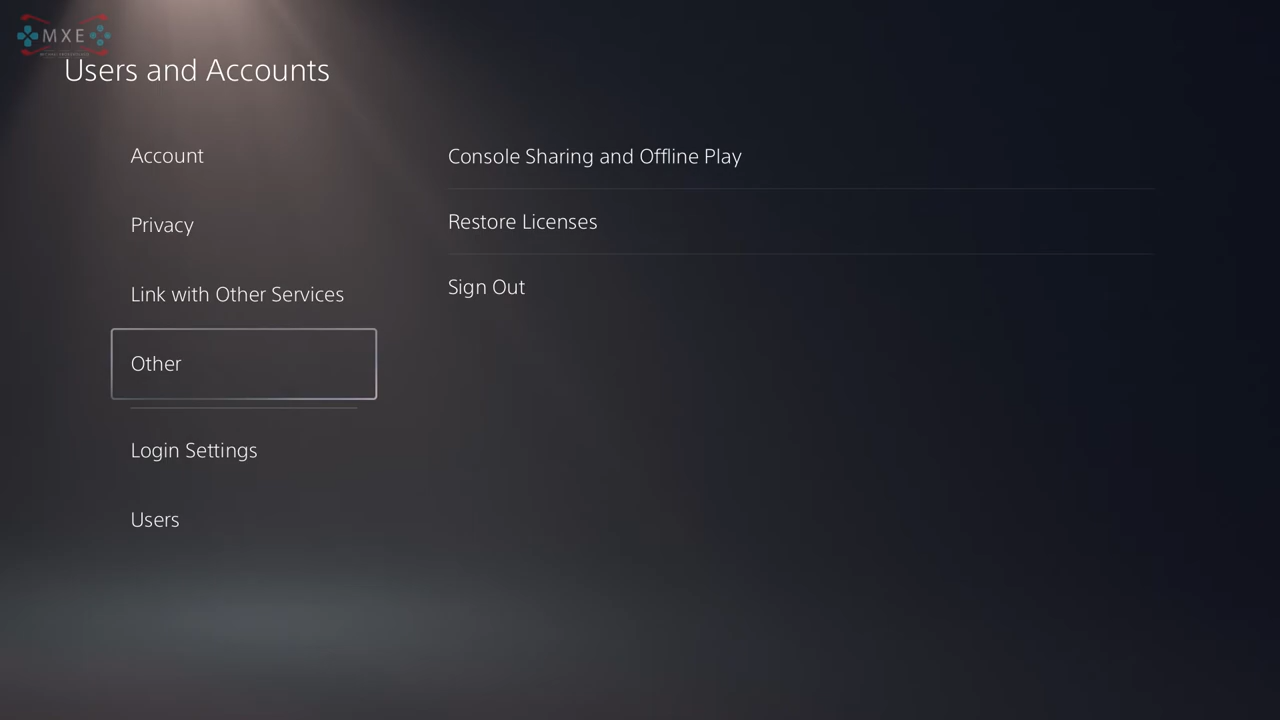 MXE
Users and Accounts
Account
Privacy
Link with Other Services
Other
Login Settings
Users
Console Sharing and Offline Play
Restore Licenses
Sign Out